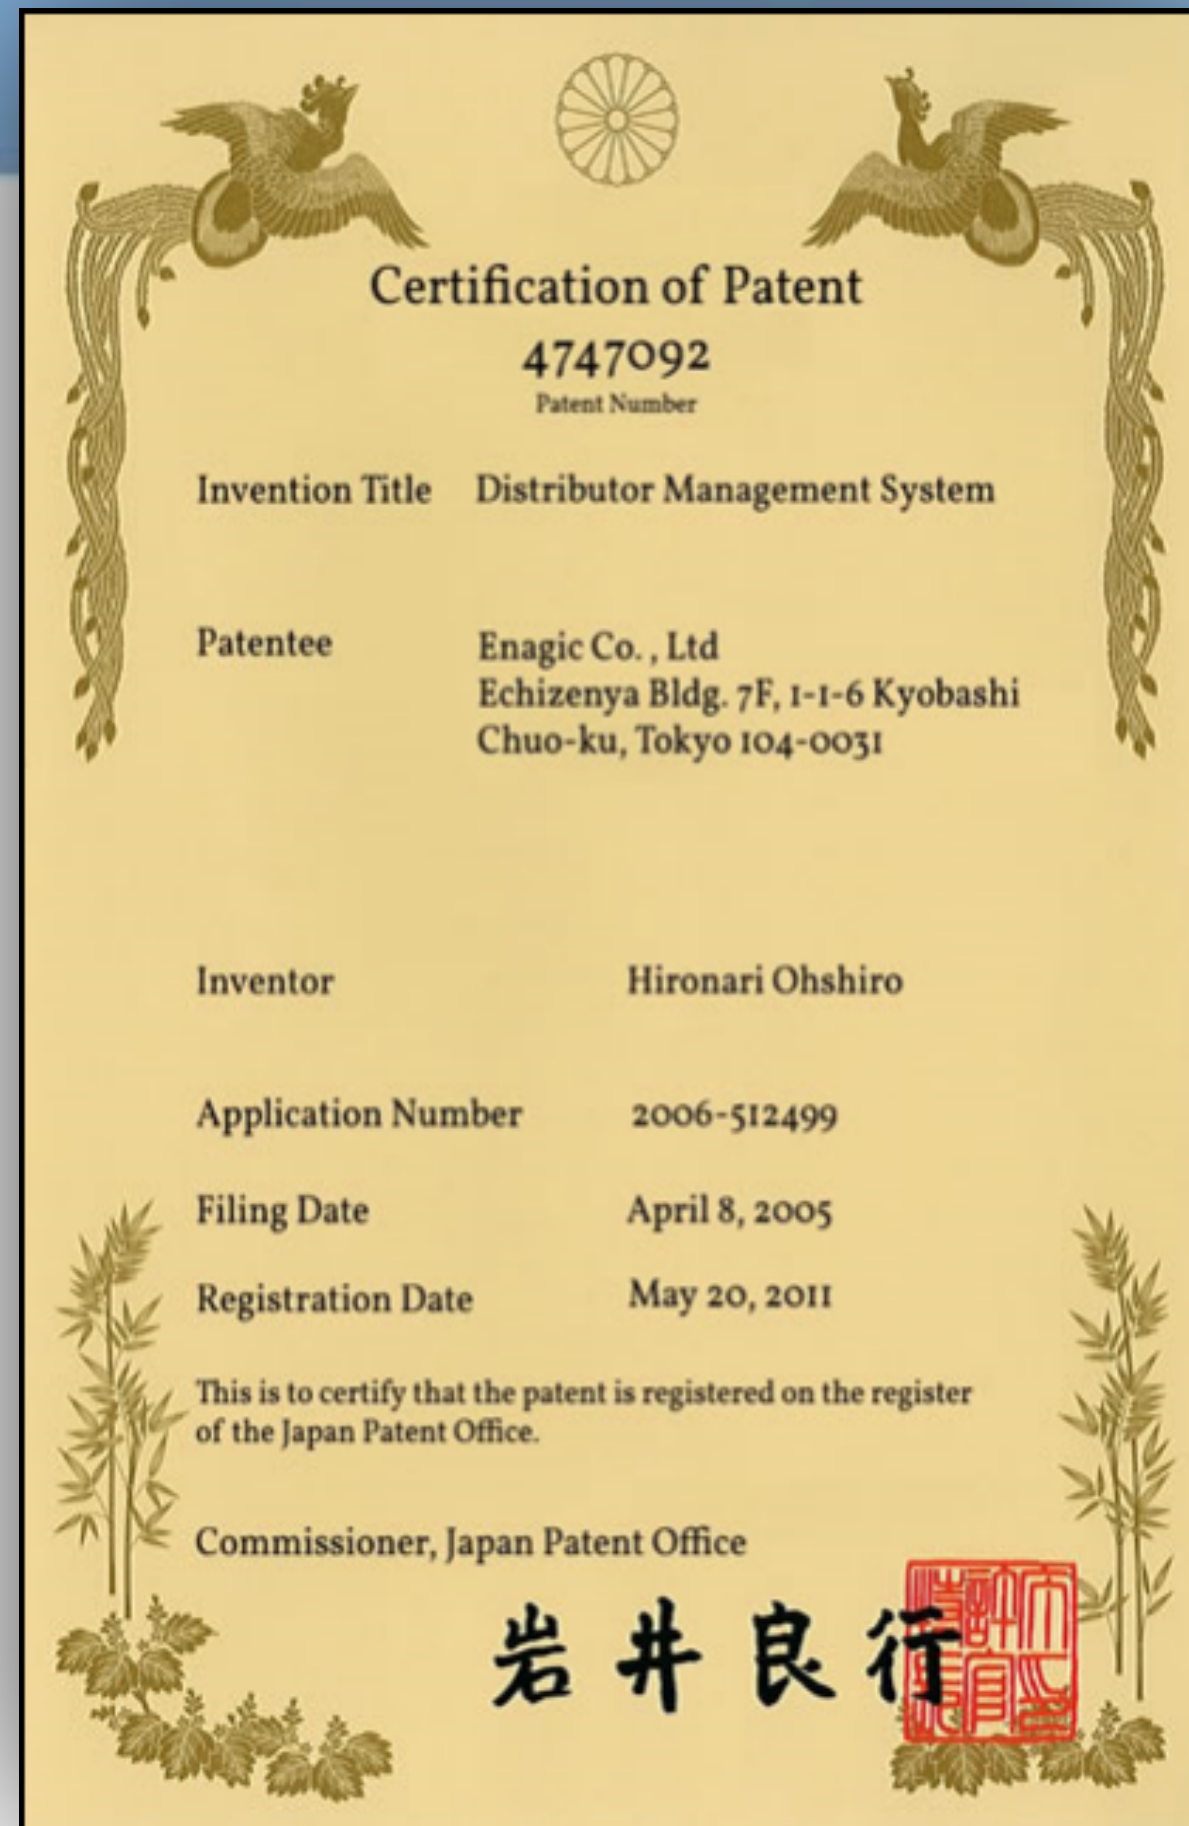 Certification of Patent
4747092
Patent Number
Invention Title Distributor Management System
Patentee Enagic Co. , Ltd
Echizenya Bldg. 7F, 1-1-6 Kyobashi
Chuo-ku, Tokyo 104-0031
Inventor Hironari Ohshiro
Application Number 2006-512499
Filing Date April 8, 2005
Registration Date May 20, 2011
This is to certify that the patent is registered on the register
of the Japan Patent Office.
Commissioner, Japan Patent Office
岩井良行